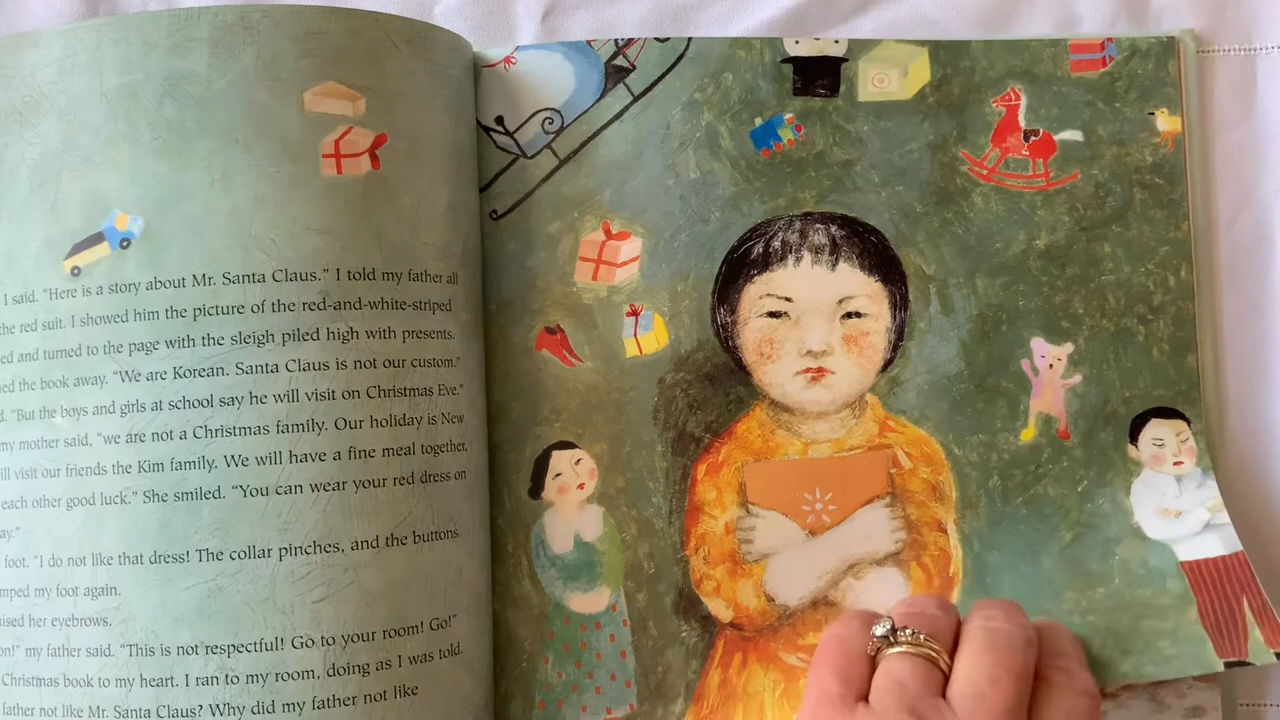 I said. “Here is a story about Mr. Santa Claus.” I told my father all
the red suit. I showed him the picture of the red-and-white-striped
ed and turned to the page with the sleigh piled high with presents.
ed the book away. “We are Korean. Santa Claus is not our custom.”
d. “But the boys and girls at school say he will visit on Christmas Eve.”
my mother said, “we are not a Christmas family. Our holiday is New
ill visit our friends the Kim family. We will have a fine meal together,
each other good luck.” She smiled. “You can wear your red dress on
ay.”
foot. “I do not like that dress! The collar pinches, and the buttons
mped my foot again.
ised her eyebrows.
on!” my father said. “This is not respectful! Go to your room! Go!”
Christmas book to my heart. I ran to my room, doing as I was told.
father not like Mr. Santa Claus? Why did my father not like